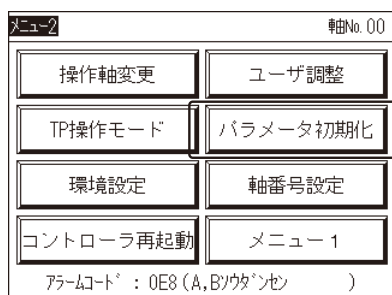 ﾒﾆｭｰ2 軸No. 00
操作軸変更 ユーザ調整
TP操作モード パラメータ初期化
環境設定 軸番号設定
コントローラ再起動 メニュー1
ｱﾗｰﾑｺｰﾄﾞ : 0E8 (A,Bｿｳﾀﾞﾝｾﾝ )